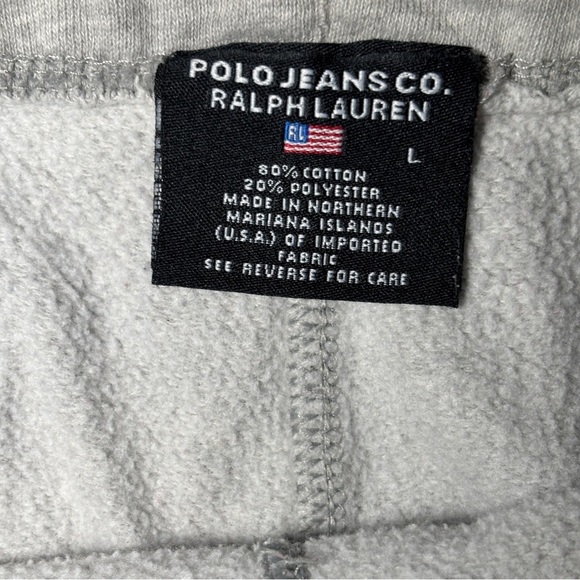 POLO JEANS CO.
RALPH LAUREN
RL
L
80% COTTON
20% POLYESTER
MADE IN NORTHERN
MARIANA ISLANDS
(U.S.A.) OF IMPORTED
FABRIC
SEE REVERSE FOR CARE